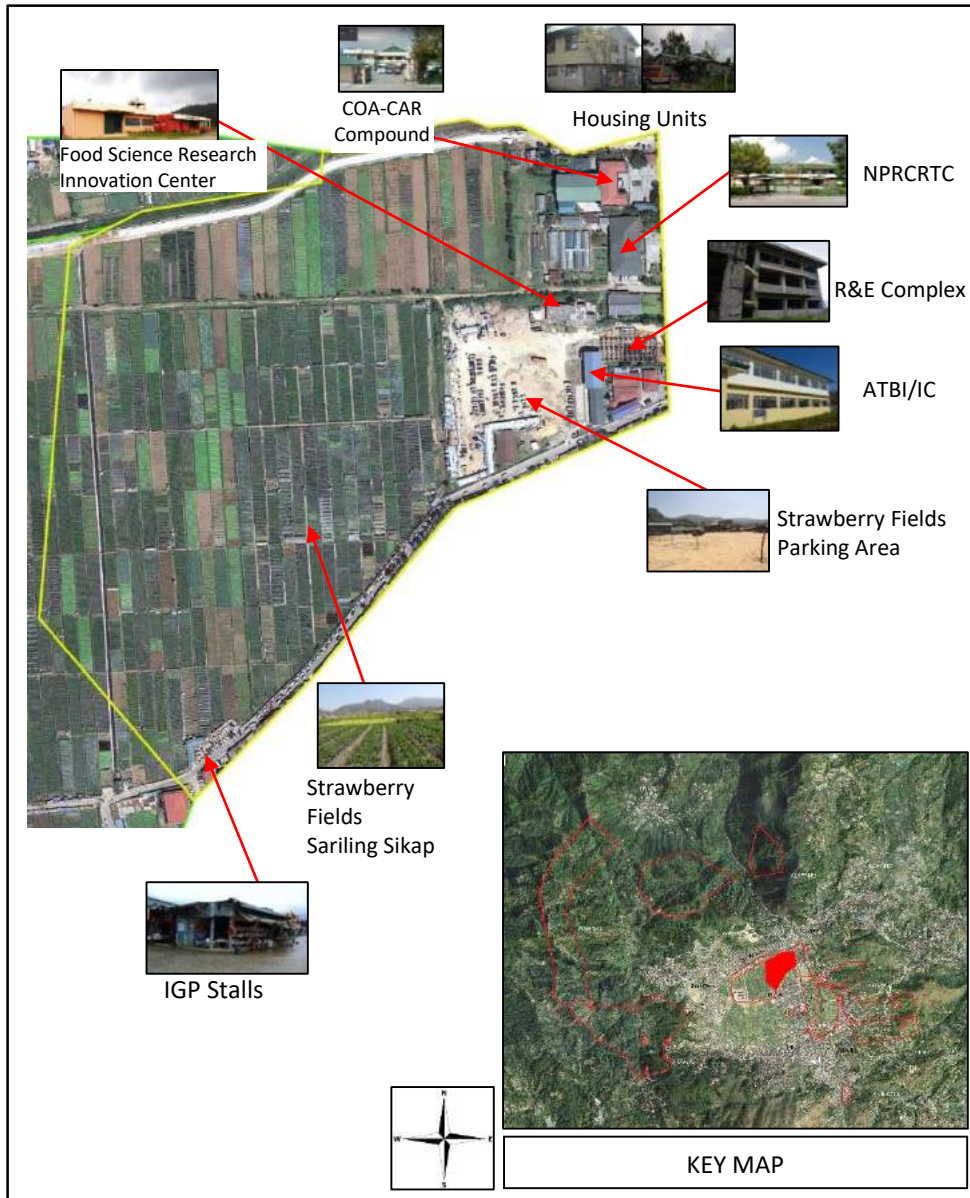 COA-CAR
Compound
Housing Units
Food Science Research
Innovation Center
NPRCRTC
R&E Complex
ATBI/IC
Strawberry Fields
Parking Area
Strawberry
Fields
Sariling Sikap
IGP Stalls
N
W
E
S
KEY MAP